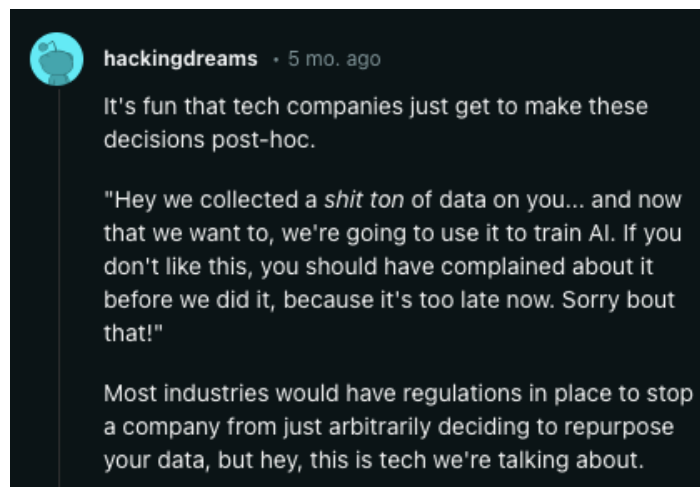 hackingdreams • 5 mo. ago
It's fun that tech companies just get to make these
decisions post-hoc.
"Hey we collected a shit ton of data on you... and now
that we want to, we're going to use it to train AI. If you
don't like this, you should have complained about it
before we did it, because it's too late now. Sorry bout
that!"
Most industries would have regulations in place to stop
a company from just arbitrarily deciding to repurpose
your data, but hey, this is tech we're talking about.